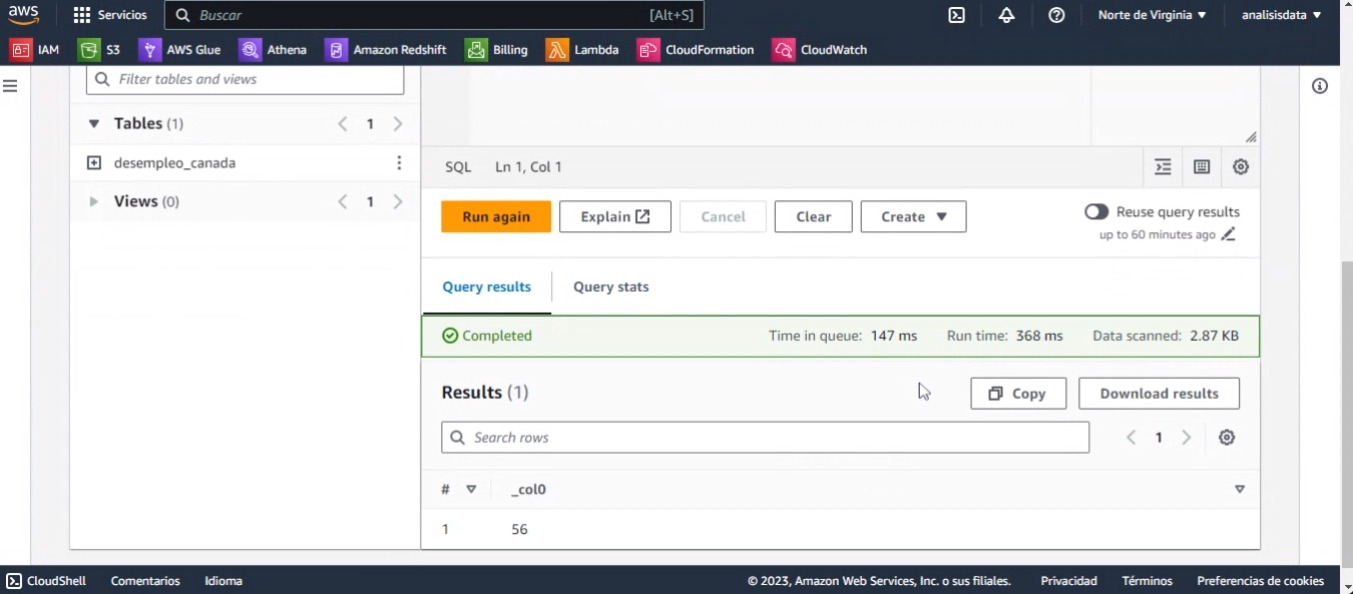 aws Servicios Buscar [Alt+S] Norte de Virginia ▼ analisisdata ▼
IAM S3 AWS Glue Athena Amazon Redshift Billing Lambda CloudFormation CloudWatch
Filter tables and views
Tables (1) 1
desempleo_canada
Views (0) 1
SQL Ln 1, Col 1
Run again Explain Cancel Clear Create ▼ Reuse query results
up to 60 minutes ago
Query results Query stats
Completed Time in queue: 147 ms Run time: 368 ms Data scanned: 2.87 KB
Results (1) Copy Download results
Search rows 1
# _col0
1 56
CloudShell Comentarios Idioma © 2023, Amazon Web Services, Inc. o sus filiales. Privacidad Términos Preferencias de cookies